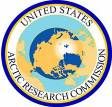 UNITED STATES
ARCTIC RESEARCH COMMISSION